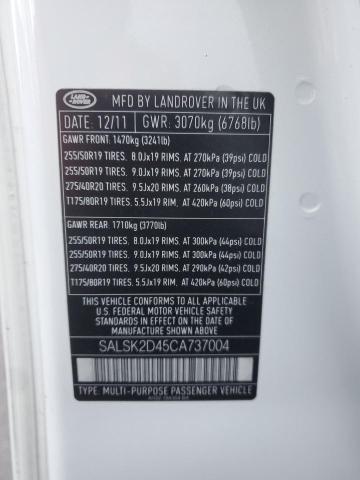 LAND
ROVER
MFD BY LANDROVER IN THE UK
DATE: 12/11 GWR: 3070kg (6768lb)
GAWR FRONT: 1470kg (3241lb)
255/50R19 TIRES. 8.0Jx19 RIMS, AT 270kPa (39psi) COLD
255/50R19 TIRES. 9.0Jx19 RIMS, AT 270kPa (39psi) COLD
275/40R20 TIRES. 9.5Jx20 RIMS, AT 260kPa (38psi) COLD
T175/80R19 TIRES. 5.5Jx19 RIMS, AT 420kPa (60psi) COLD
GAWR REAR: 1710kg (3770lb)
255/50R19 TIRES. 8.0Jx19 RIMS, AT 300kPa (44psi) COLD
255/50R19 TIRES. 9.0Jx19 RIMS, AT 300kPa (44psi) COLD
275/40R20 TIRES. 9.5Jx20 RIMS, AT 290kPa (42psi) COLD
T175/80R19 TIRES. 5.5Jx19 RIMS, AT 420kPa (60psi) COLD
THIS VEHICLE CONFORMS TO ALL APPLICABLE
U.S. FEDERAL MOTOR VEHICLE SAFETY
AND THEFT PREVENTION STANDARDS IN EFFECT ON
THE DATE OF MANUFACTURE SHOWN ABOVE.
SALSK2D45CA737004
TYPE: MULTI-PURPOSE PASSENGER VEHICLE